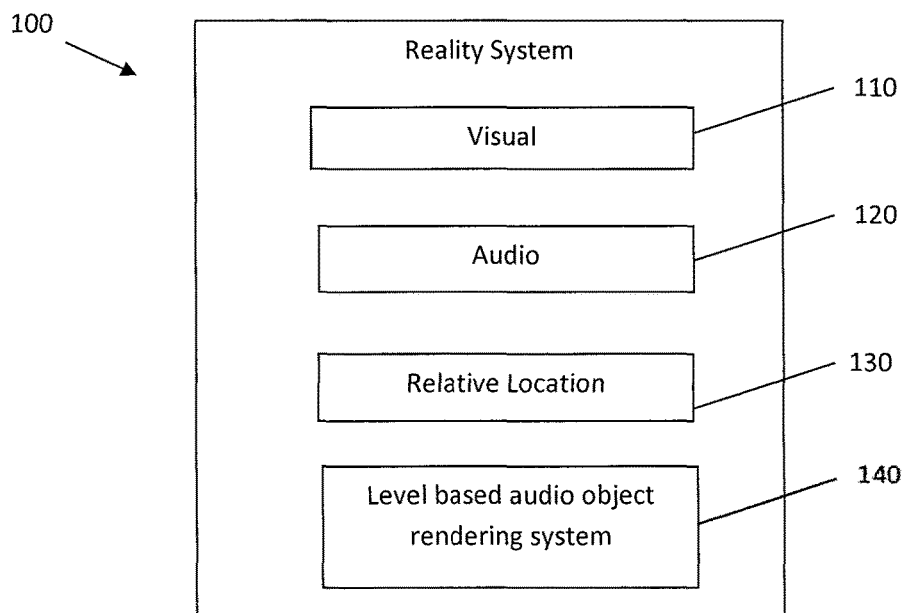 100
Reality System
110
Visual
120
Audio
130
Relative Location
140
Level based audio object
rendering system